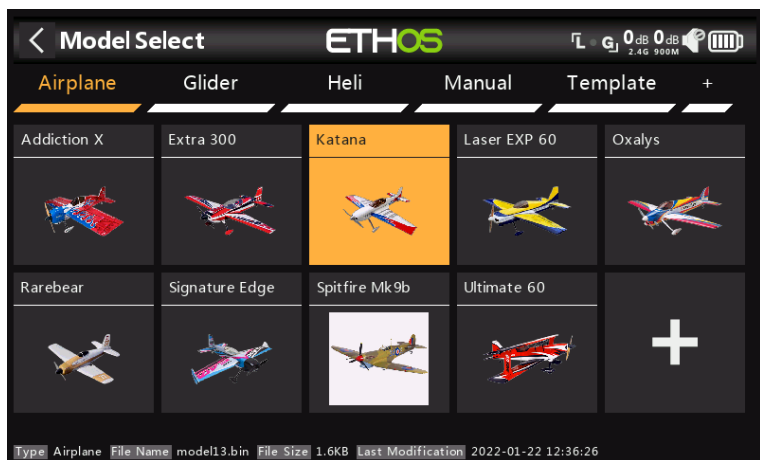 Model Select ETHOS L G 0dB 0dB
2.4G 900M
Airplane Glider Heli Manual Template +
Addiction X Extra 300 Katana Laser EXP 60 Oxalys
Rarebear Signature Edge Spitfire Mk9b Ultimate 60
Type Airplane File Name model13.bin File Size 1.6KB Last Modification 2022-01-22 12:36:26